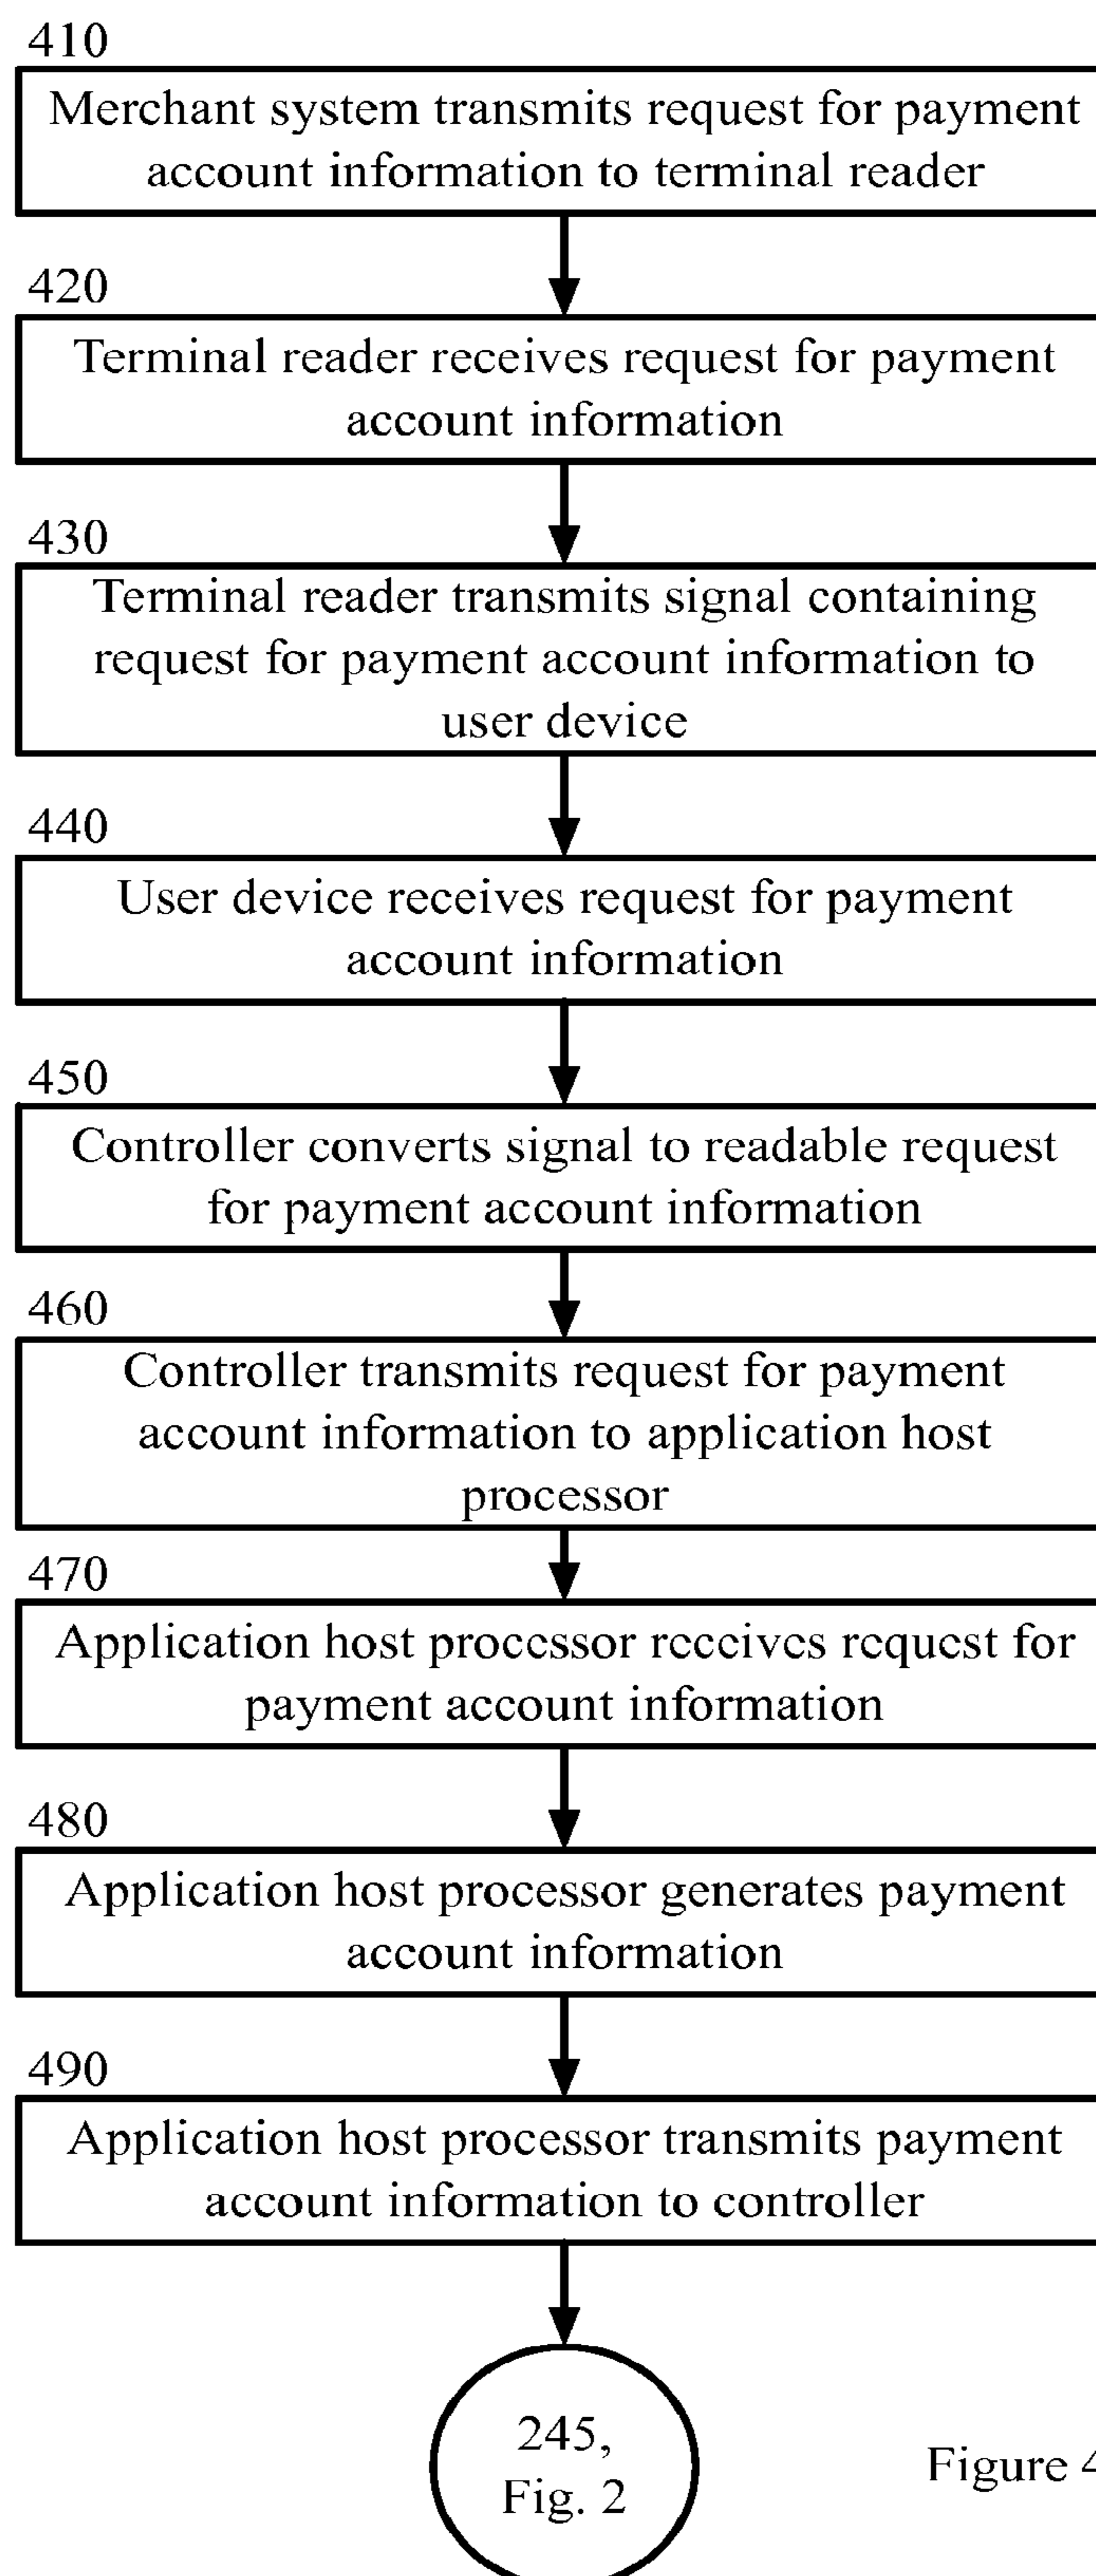 410
Merchant system transmits request for payment
account information to terminal reader
420
Terminal reader receives request for payment
account information
430
Terminal reader transmits signal containing
request for payment account information to
user device
440
User device receives request for payment
account information
450
Controller converts signal to readable request
for payment account information
460
Controller transmits request for payment
account information to application host
processor
470
Application host processor receives request for
payment account information
480
Application host processor generates payment
account information
490
Application host processor transmits payment
account information to controller
245,
Fig. 2
Figure 4